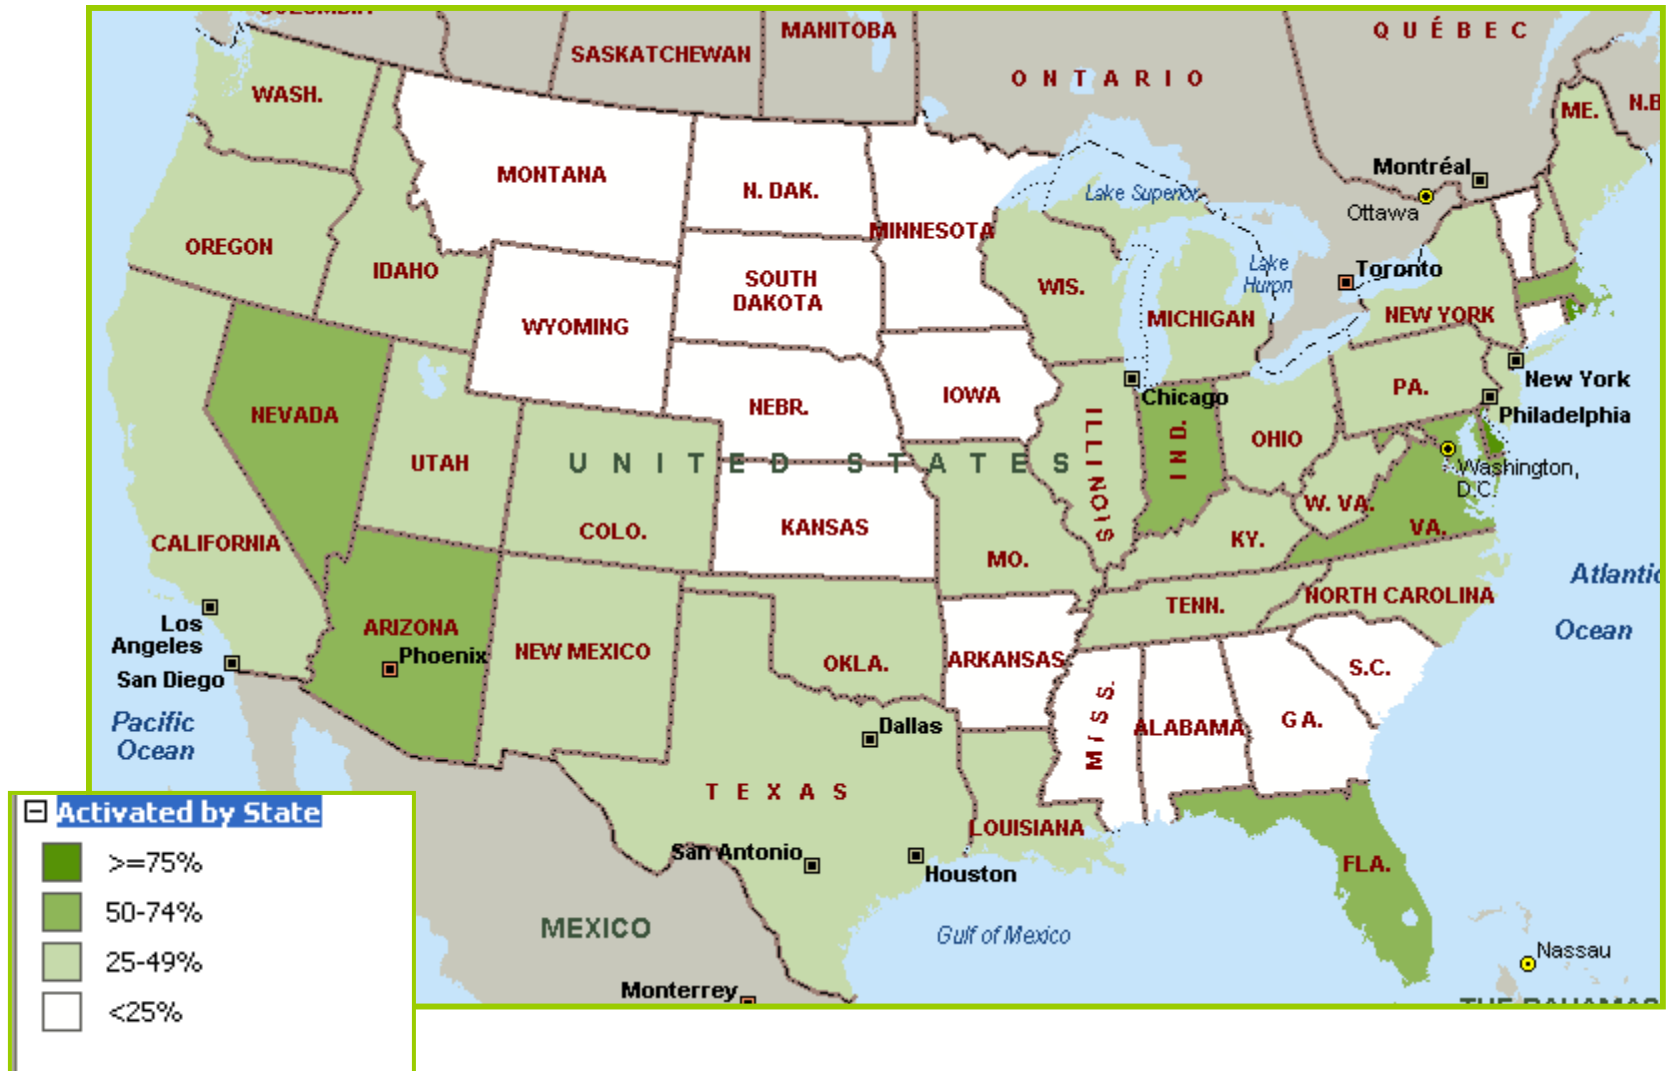 COLUMBIA
SASKATCHEWAN
MANITOBA
ONTARIO
QUÉBEC
N.B
ME.
WASH.
MONTANA
N. DAK.
MINNESOTA
Lake Superior
Montréal
Ottawa
OREGON
IDAHO
SOUTH
DAKOTA
WIS.
Lake
Huron
Toronto
WYOMING
MICHIGAN
NEW YORK
NEVADA
NEBR.
IOWA
Chicago
PA.
New York
Philadelphia
UTAH
UNITED STATES
ILLINOIS
IND.
OHIO
Washington,
D.C.
CALIFORNIA
COLO.
KANSAS
MO.
KY.
W. VA.
VA.
Atlantic
Ocean
Los
Angeles
San Diego
ARIZONA
Phoenix
NEW MEXICO
OKLA.
ARKANSAS
TENN.
NORTH CAROLINA
S.C.
Pacific
Ocean
Dallas
MISS.
ALABAMA
GA.
TEXAS
LOUISIANA
San Antonio
Houston
FLA.
MEXICO
Gulf of Mexico
Nassau
Monterrey
THE BAHAMAS
Activated by State
>=75%
50-74%
25-49%
<25%